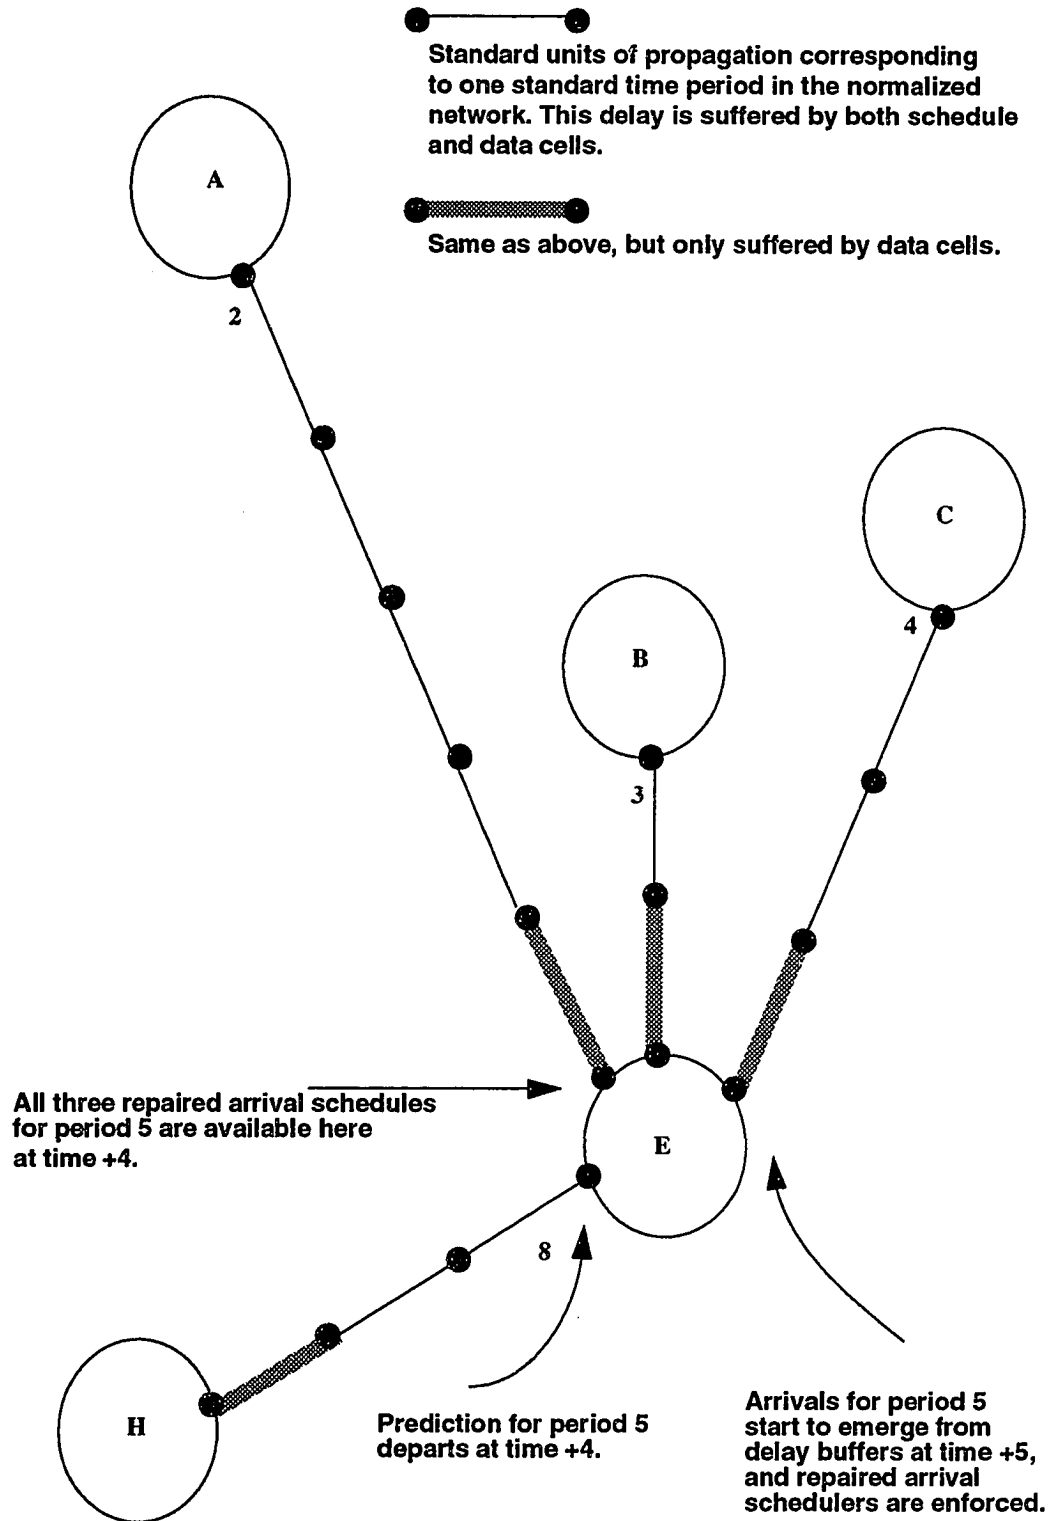 Standard units of propagation corresponding
to one standard time period in the normalized
network. This delay is suffered by both schedule
and data cells.
A
Same as above, but only suffered by data cells.
2
C
4
B
3
All three repaired arrival schedules
for period 5 are available here
at time +4.
E
8
H
Prediction for period 5
departs at time +4.
Arrivals for period 5
start to emerge from
delay buffers at time +5,
and repaired arrival
schedulers are enforced.